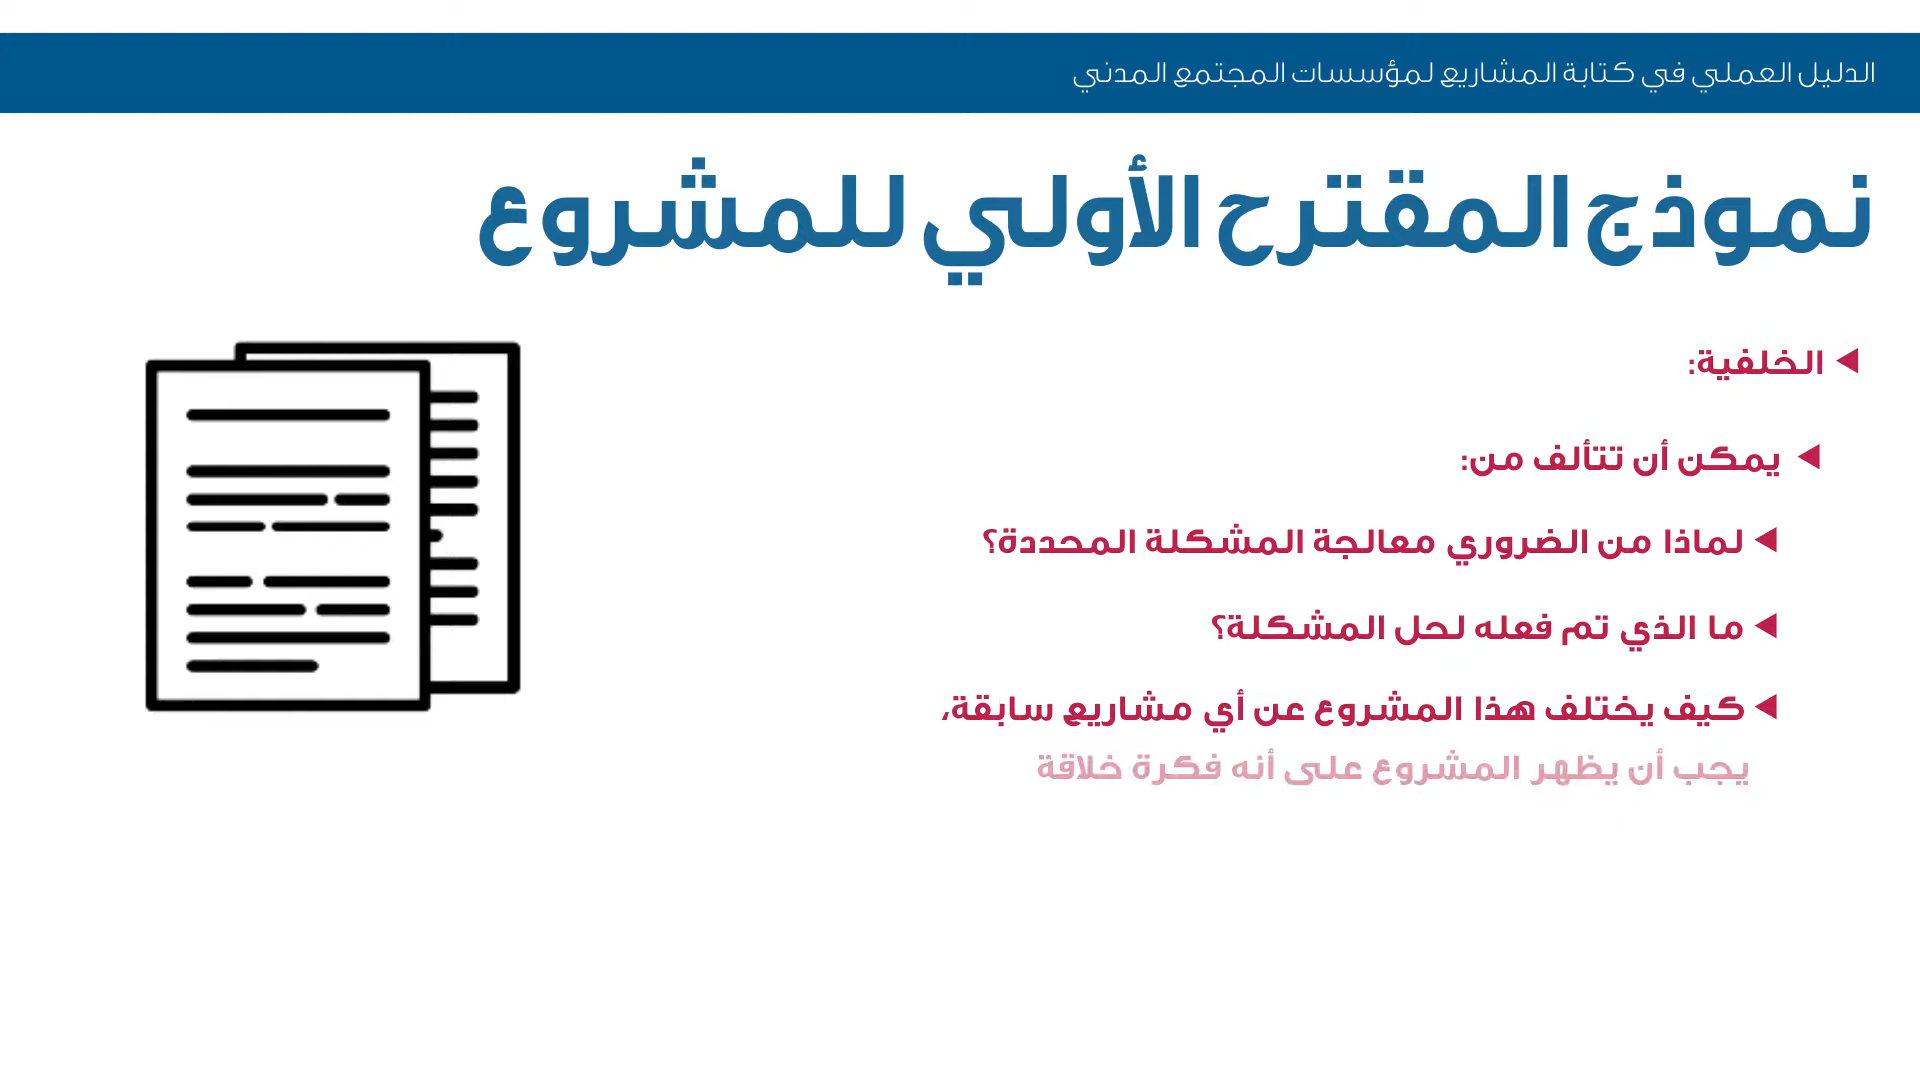 الدليل العملي في كتابة المشاريع لمؤسسات المجتمع المدني
نموذج المقترح الأولي للمشروع
الخلفية:
يمكن أن تتألف من:
لماذا من الضروري معالجة المشكلة المحددة؟
ما الذي تم فعله لحل المشكلة؟
كيف يختلف هذا المشروع عن أي مشاريع سابقة،
يجب أن يظهر المشروع على أنه فكرة خلاقة